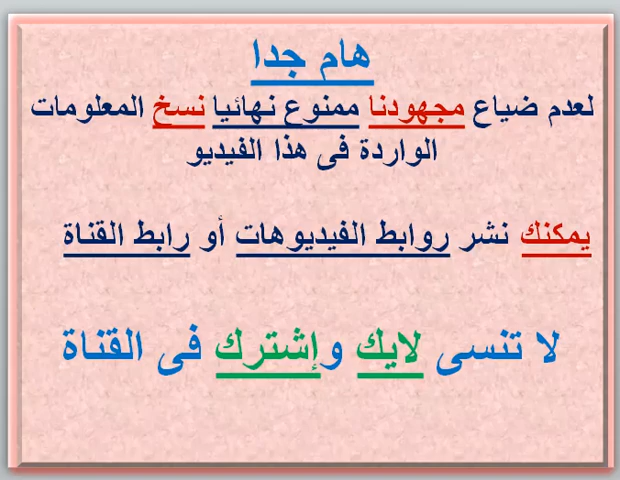 هام جدا
لعدم ضياع مجهودنا ممنوع نهائيا نسخ المعلومات
الواردة فى هذا الفيديو
يمكنك نشر روابط الفيديوهات أو رابط القناة
لا تنسى لايك وإشترك فى القناة